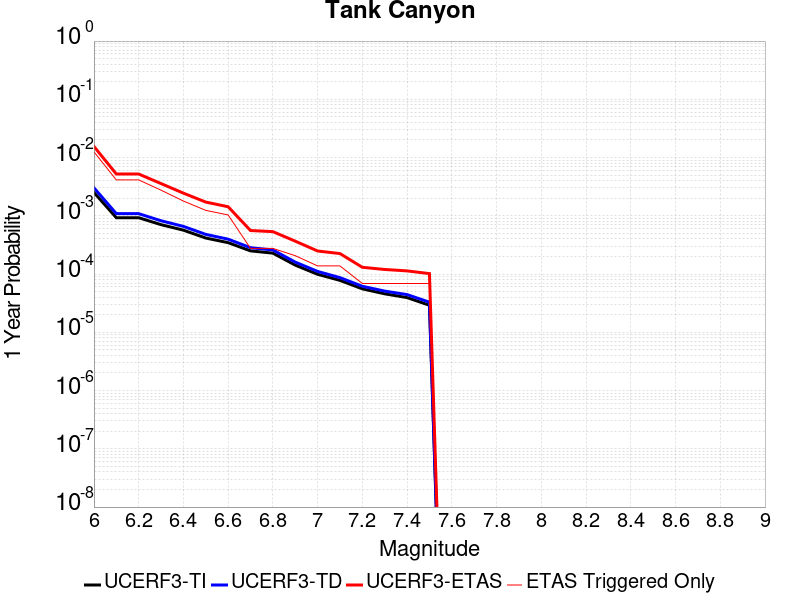 Tank Canyon
1 Year Probability
10^0
10^-1
10^-2
10^-3
10^-4
10^-5
10^-6
10^-7
10^-8
6 6.2 6.4 6.6 6.8 7 7.2 7.4 7.6 7.8 8 8.2 8.4 8.6 8.8 9
Magnitude
UCERF3-TI UCERF3-TD UCERF3-ETAS ETAS Triggered Only